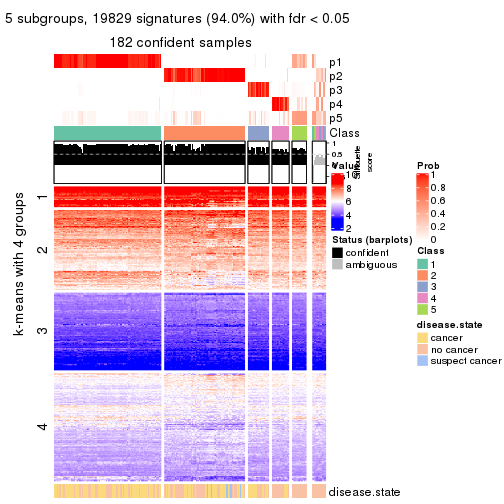 5 subgroups, 19829 signatures (94.0%) with fdr < 0.05
182 confident samples
p1
p2
p3
p4
p5
Class
1
0.5
0
Silhouette
score
k-means with 4 groups
1
2
3
4
disease.state
Value
10
8
6
4
2
Status (barplots)
confident
ambiguous
Prob
1
0.8
0.6
0.4
0.2
0
Class
1
2
3
4
5
disease.state
cancer
no cancer
suspect cancer